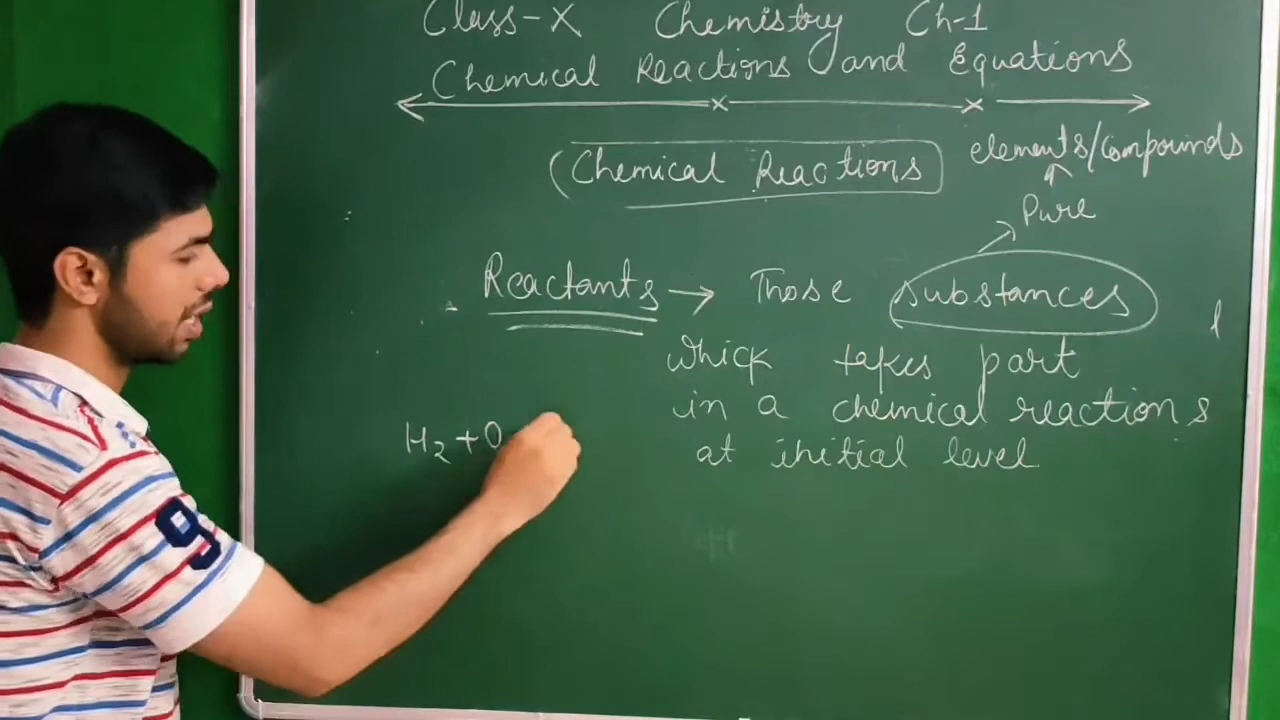 Class-X Chemistry Ch-1
Chemical Reactions and Equations
Chemical Reactions
elements/Compounds
Pure
Reactants → Those substances
which takes part
in a chemical reactions
at initial level
H2 + O
9